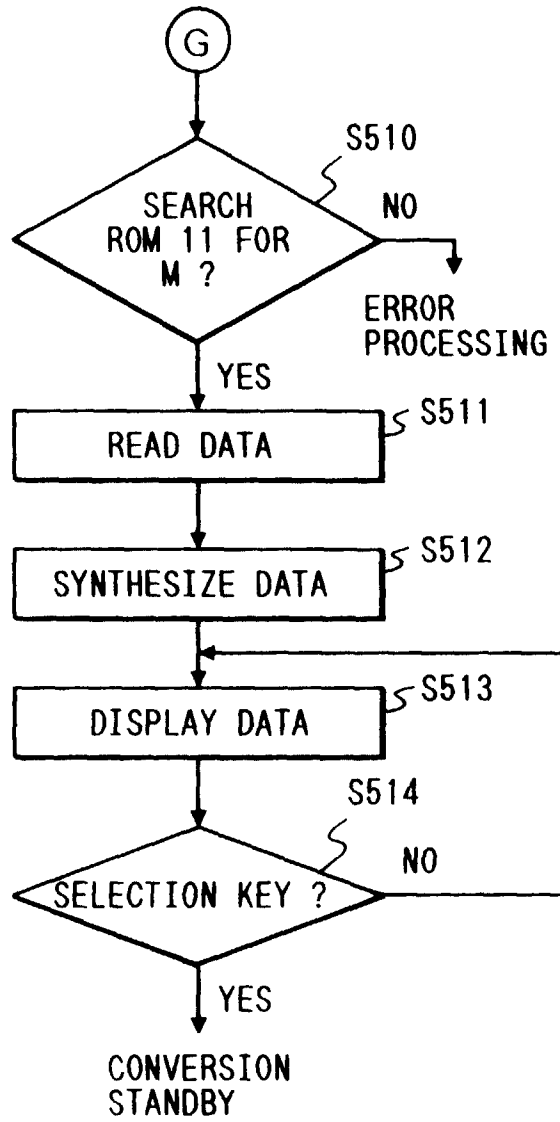 G
S510
SEARCH
ROM 11 FOR
M ?
NO
ERROR
PROCESSING
YES
S511
READ DATA
S512
SYNTHESIZE DATA
S513
DISPLAY DATA
S514
SELECTION KEY ?
NO
YES
CONVERSION
STANDBY